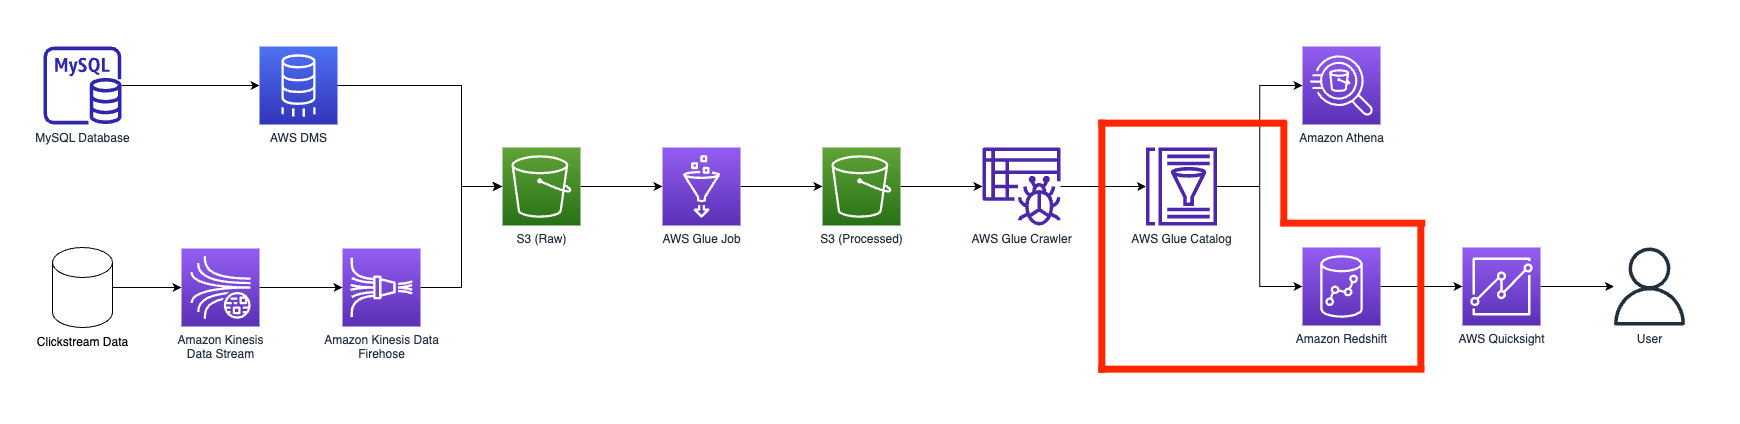 MySQL
MySQL Database
AWS DMS
Amazon Athena
S3 (Raw)
AWS Glue Job
S3 (Processed)
AWS Glue Crawler
AWS Glue Catalog
Clickstream Data
Amazon Kinesis
Data Stream
Amazon Kinesis Data
Firehose
Amazon Redshift
AWS Quicksight
User